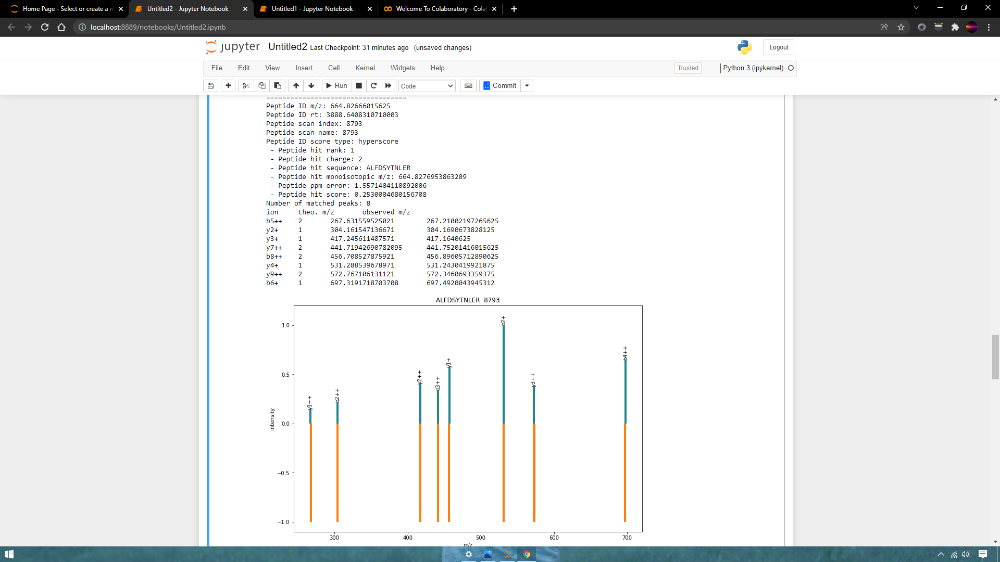 Home Page - Select or create a n
Untitled2 - Jupyter Notebook
Untitled1 - Jupyter Notebook
Welcome To Colaboratory - Cola
localhost:8889/notebooks/Untitled2.ipynb
jupyter Untitled2 Last Checkpoint: 31 minutes ago (unsaved changes)
Logout
File Edit View Insert Cell Kernel Widgets Help
Trusted
Python 3 (ipykernel)
Run
Code
Commit
===================================
Peptide ID m/z: 664.82666015625
Peptide ID rt: 3888.6408310710003
Peptide scan index: 8793
Peptide scan name: 8793
Peptide ID score type: hyperscore
- Peptide hit rank: 1
- Peptide hit charge: 2
- Peptide hit sequence: ALFDSYTNLER
- Peptide hit monoisotopic m/z: 664.8276953863209
- Peptide ppm error: 1.5571404110892006
- Peptide hit score: 0.2530004680156708
Number of matched peaks: 8
ion theo. m/z observed m/z
b5++ 2 267.631559525021 267.21002197265625
y2+ 1 304.161547136671 304.1690673828125
y3+ 1 417.245611487571 417.1640625
y7++ 2 441.71942690782095 441.75201416015625
b8++ 2 456.708527875921 456.89605712890625
y4+ 1 531.288539678971 531.2430419921875
y9++ 2 572.767106131121 572.3460693359375
b6+ 1 697.3191718703708 697.4920043945312
ALFDSYTNLER 8793
1.0
0.5
0.0
−0.5
−1.0
intensity
y1++
b2++
y2++
b3++
y1+
b2+
y3++
b4++
300 400 500 600 700
m/z